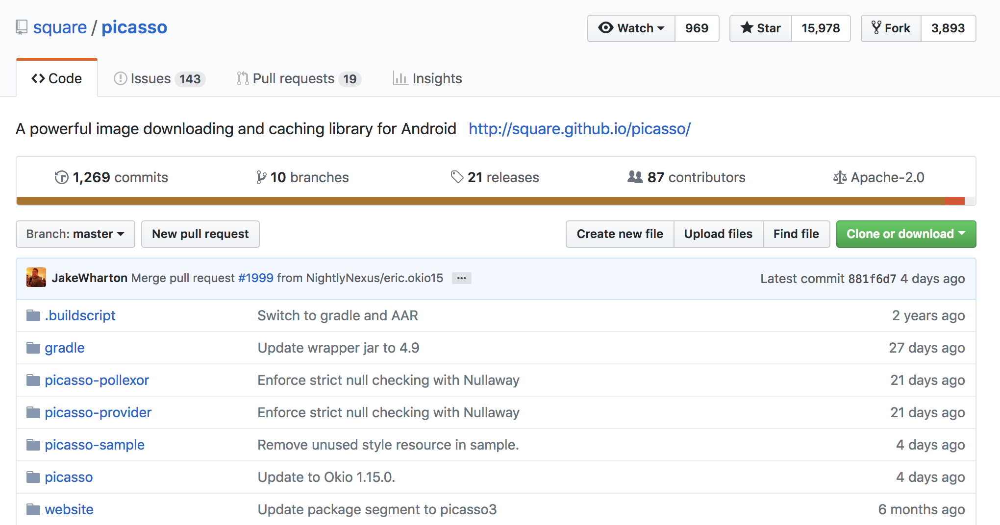 square / picasso
Watch 969 Star 15,978 Fork 3,893
Code Issues 143 Pull requests 19 Insights
A powerful image downloading and caching library for Android http://square.github.io/picasso/
1,269 commits 10 branches 21 releases 87 contributors Apache-2.0
Branch: master New pull request Create new file Upload files Find file Clone or download
JakeWharton Merge pull request #1999 from NightlyNexus/eric.okio15 ... Latest commit 881f6d7 4 days ago
.buildscript Switch to gradle and AAR 2 years ago
gradle Update wrapper jar to 4.9 27 days ago
picasso-pollexor Enforce strict null checking with Nullaway 21 days ago
picasso-provider Enforce strict null checking with Nullaway 21 days ago
picasso-sample Remove unused style resource in sample. 4 days ago
picasso Update to Okio 1.15.0. 4 days ago
website Update package segment to picasso3 6 months ago